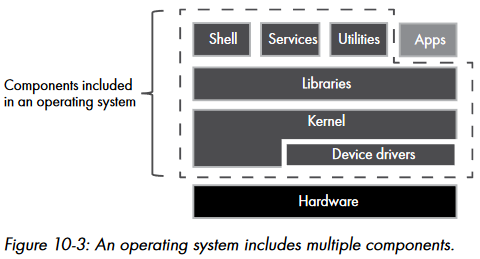 Shell Services Utilities Apps
Components included
in an operating system
Libraries
Kernel
Device drivers
Hardware
Figure 10-3: An operating system includes multiple components.